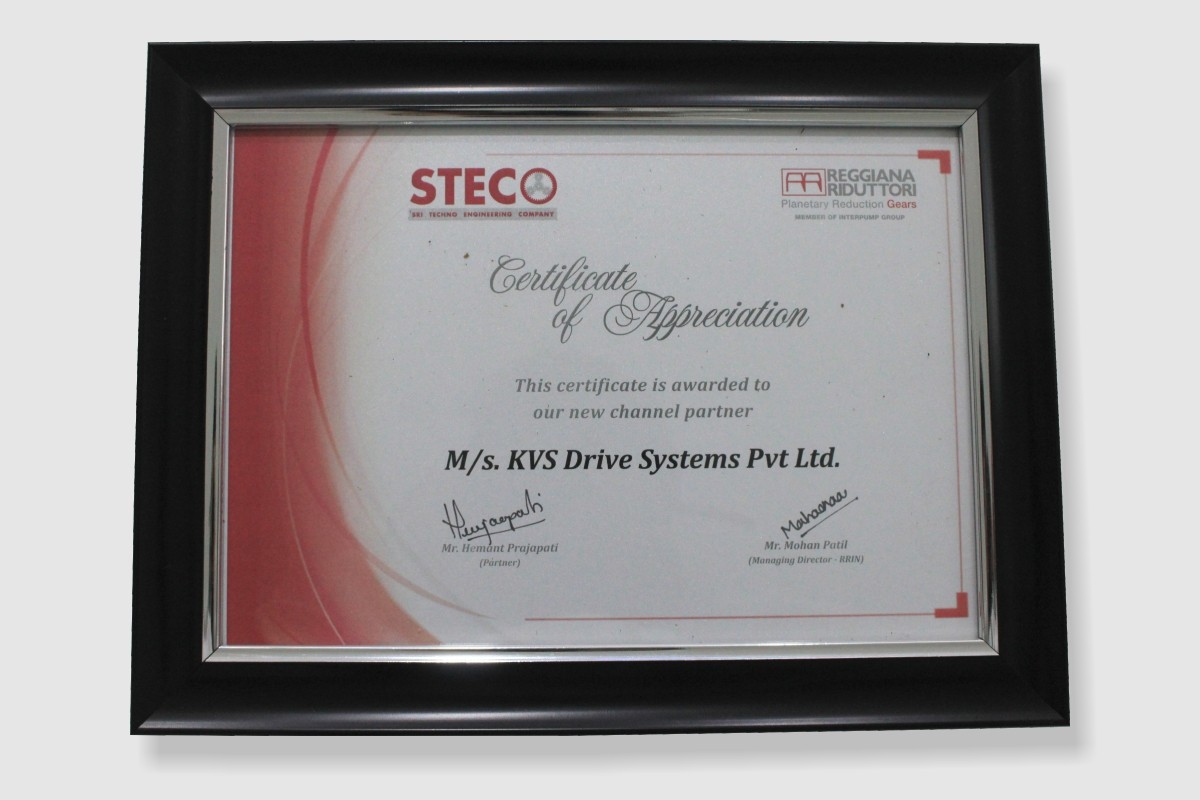 STECO
SRI TECHNO ENGINEERING COMPANY
REGGIANA
RIDUTTORI
Planetary Reduction Gears
MEMBER OF INTERPUMP GROUP
Certificate
of Appreciation
This certificate is awarded to
our new channel partner
M/s. KVS Drive Systems Pvt Ltd.
Mr. Hemant Prajapati
(Partner)
Mr. Mohan Patil
(Managing Director - RRIN)